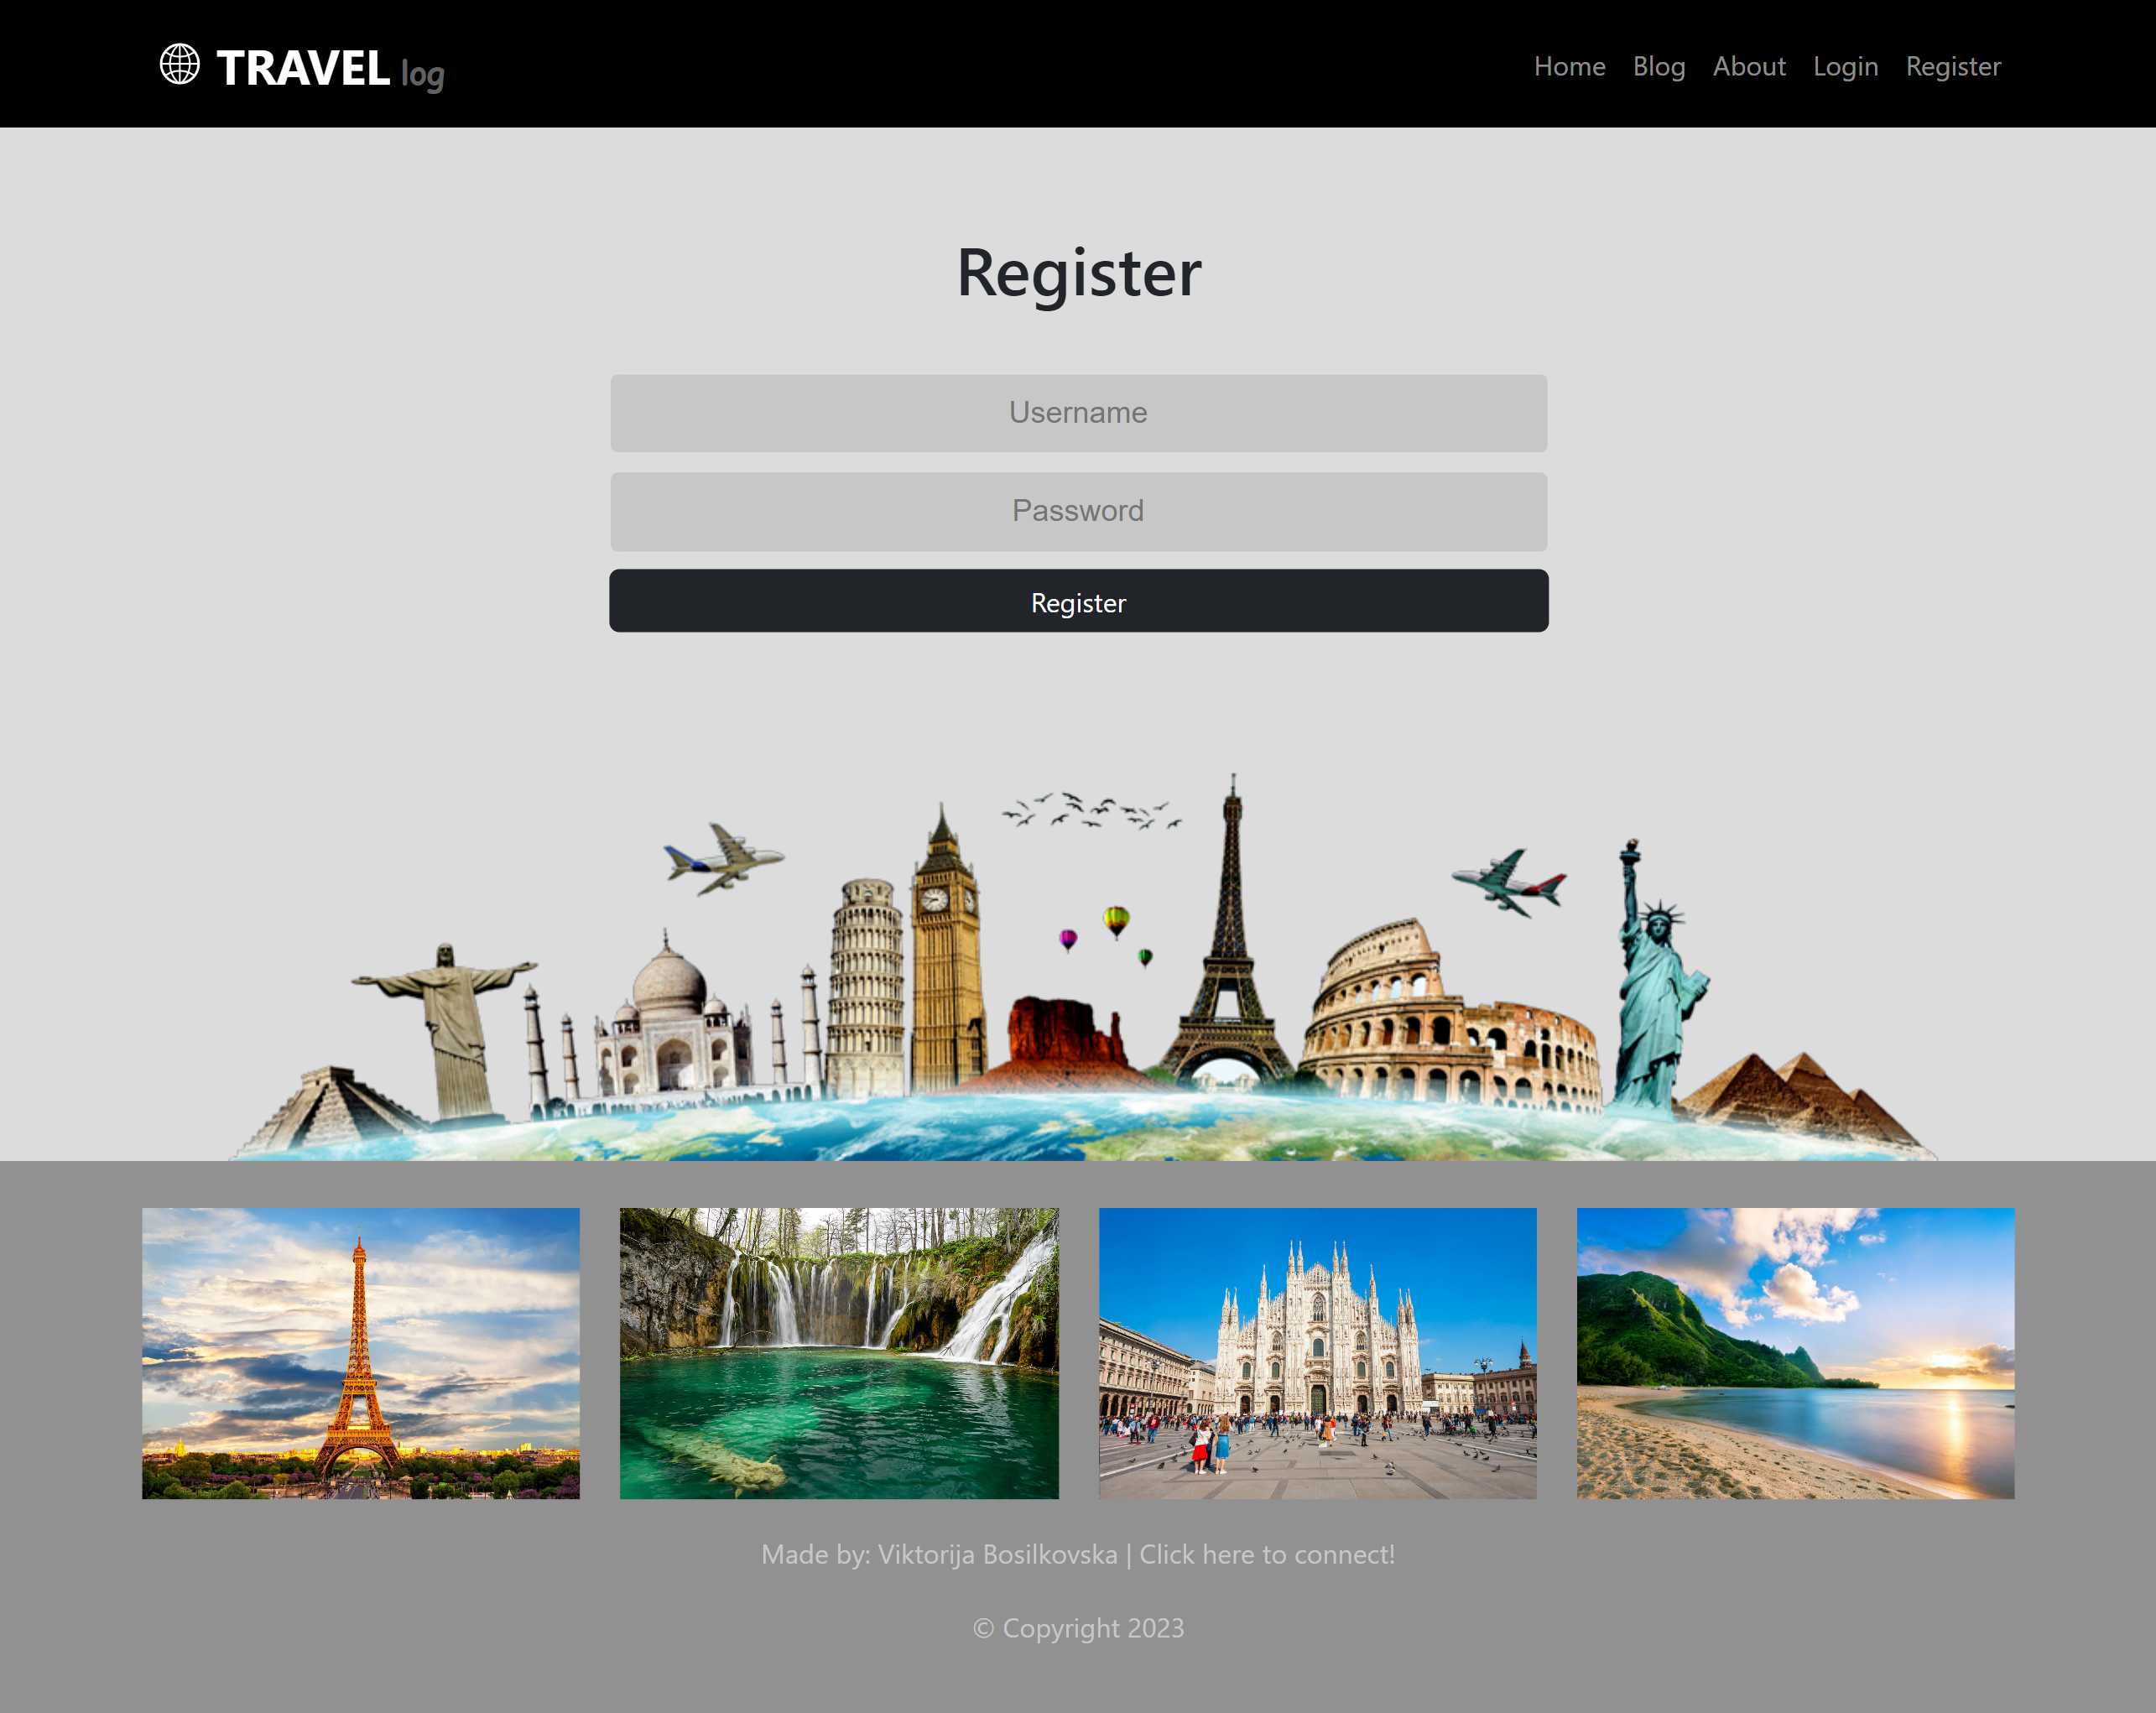 TRAVEL log
Home Blog About Login Register
Register
Username
Password
Register
Made by: Viktorija Bosilkovska | Click here to connect!
© Copyright 2023